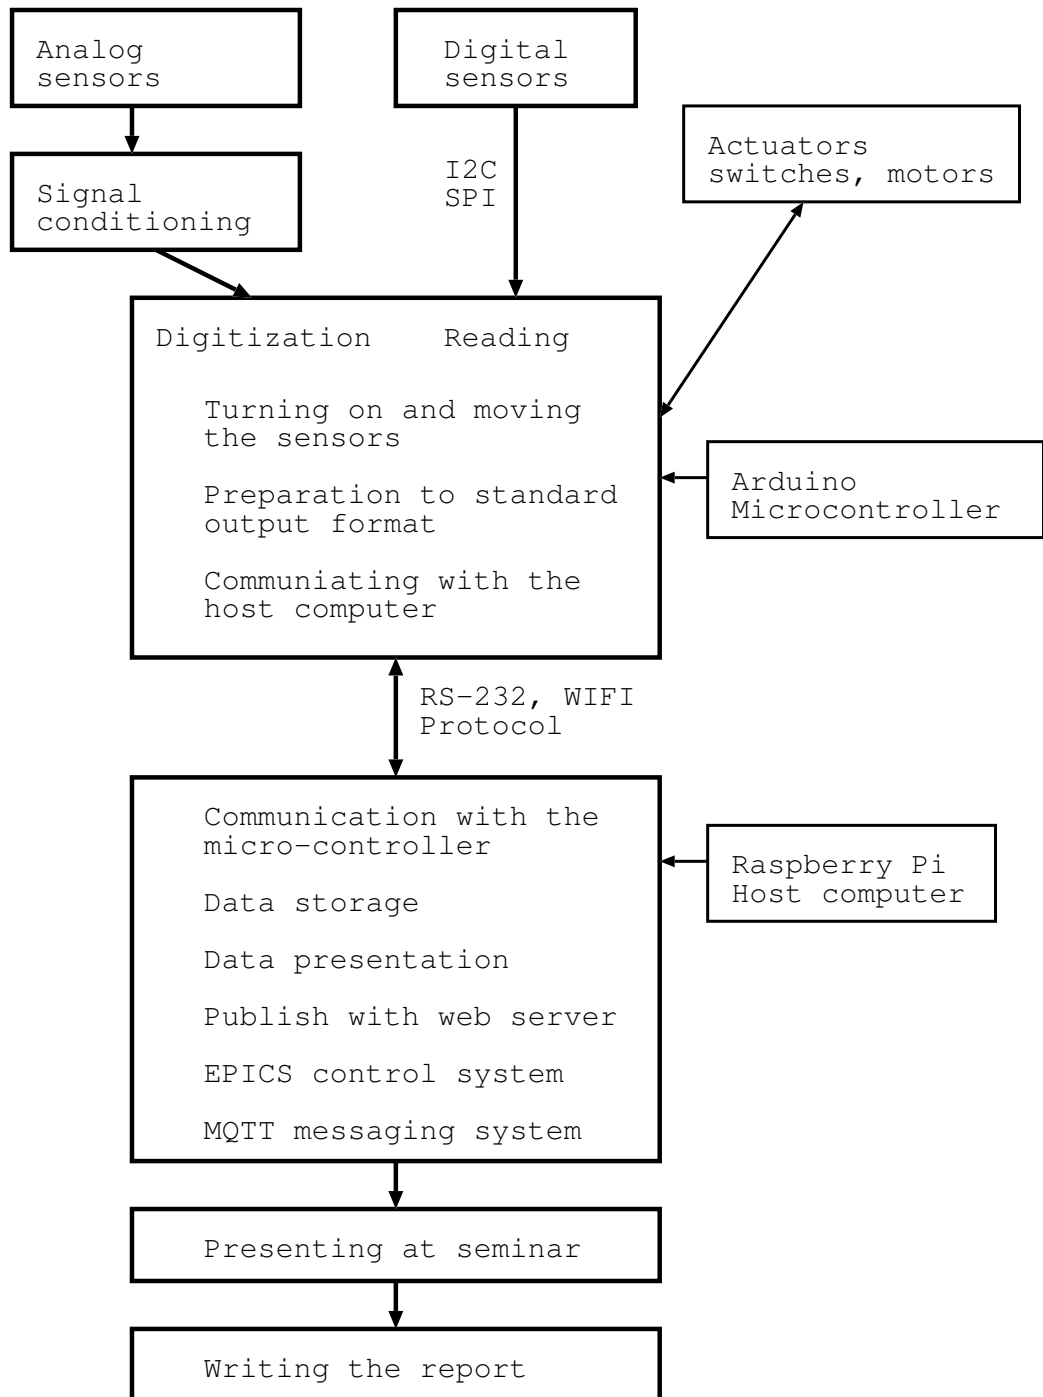 Analog
sensors
Digital
sensors
Signal
conditioning
I2C
SPI
Actuators
switches, motors
Digitization
Reading
Turning on and moving
the sensors
Preparation to standard
output format
Communiating with the
host computer
Arduino
Microcontroller
RS-232, WIFI
Protocol
Communication with the
micro-controller
Data storage
Data presentation
Publish with web server
EPICS control system
MQTT messaging system
Raspberry Pi
Host computer
Presenting at seminar
Writing the report